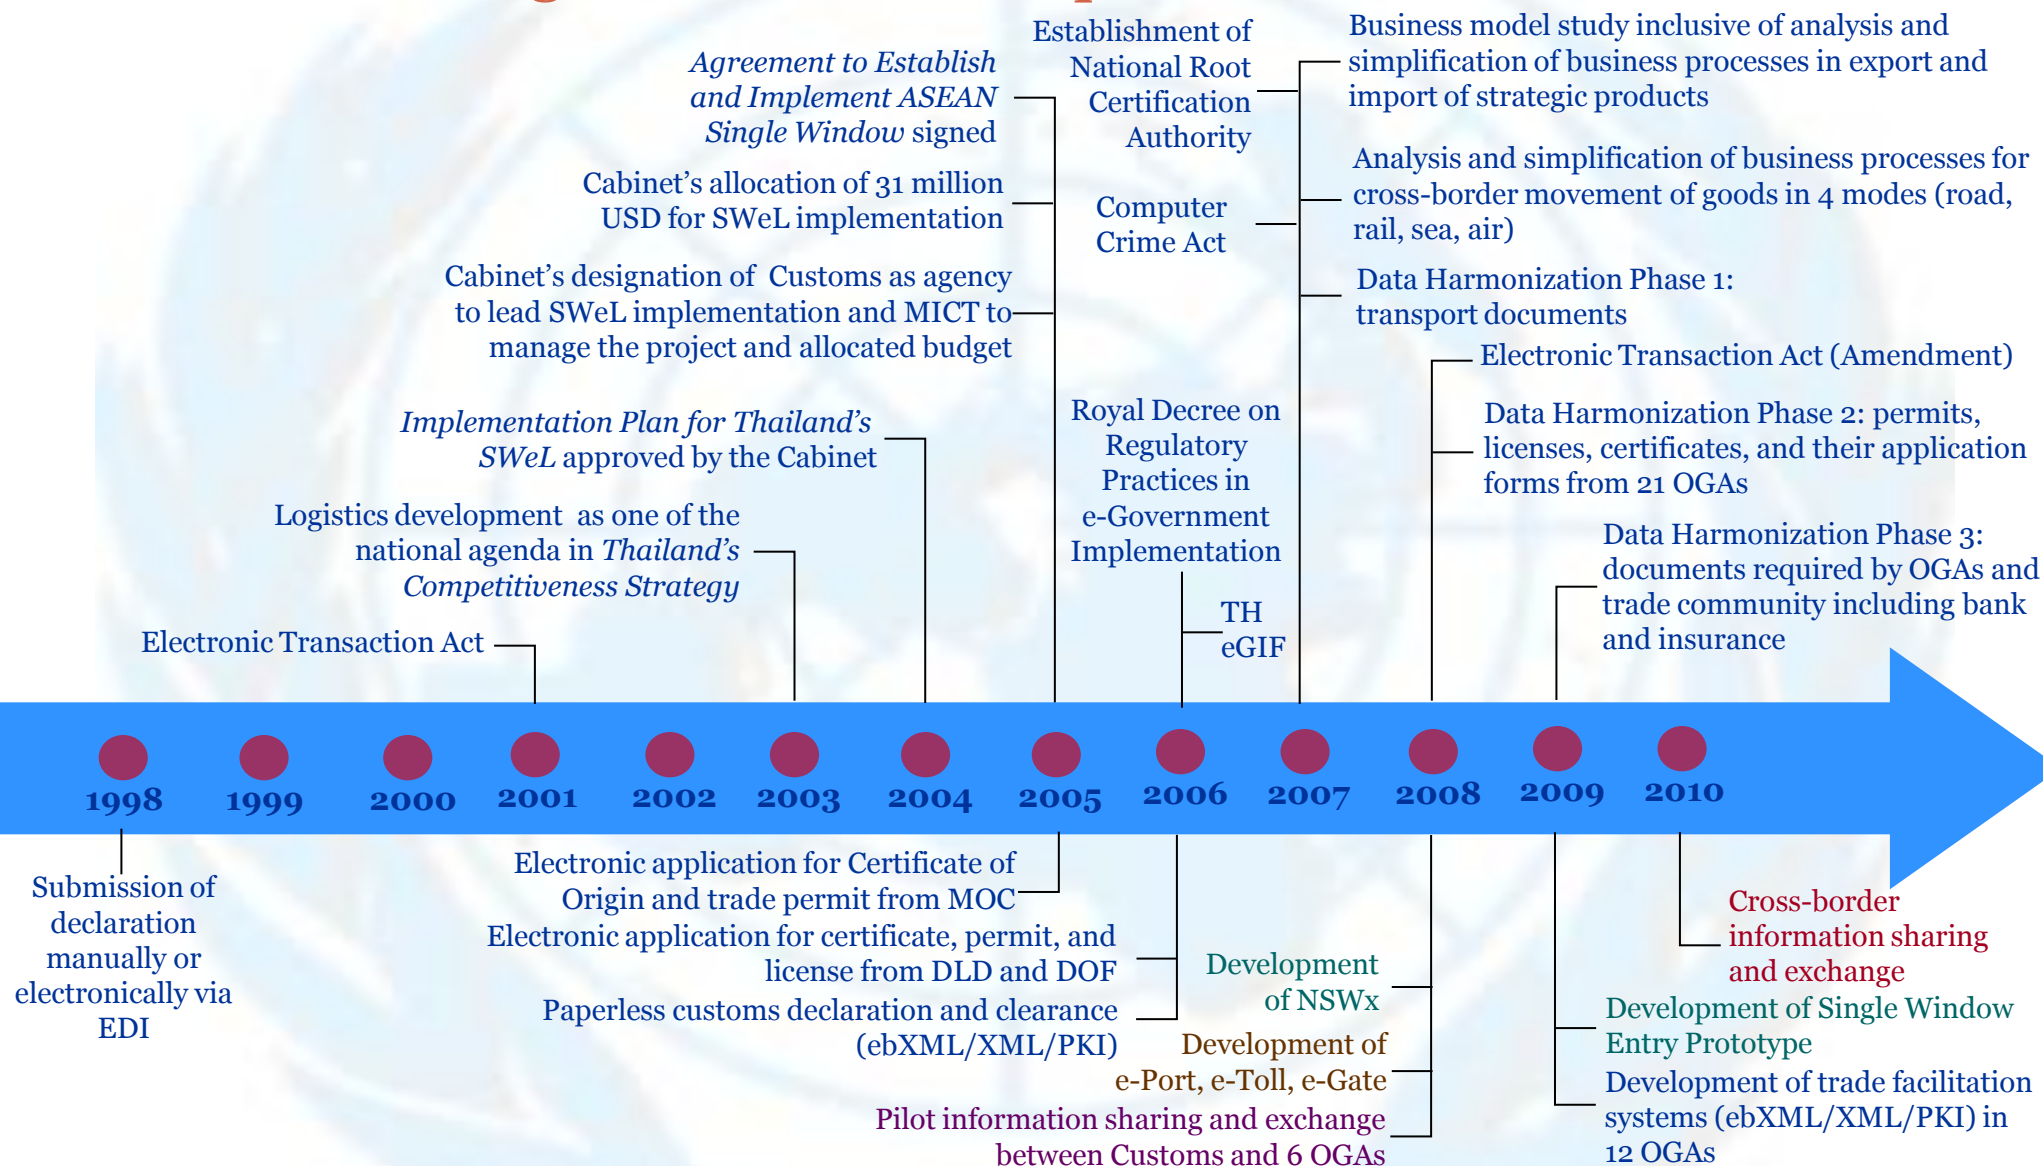 Establishment of
National Root
Certification
Authority
Business model study inclusive of analysis and
simplification of business processes in export and
import of strategic products
Agreement to Establish
and Implement ASEAN
Single Window signed
Analysis and simplification of business processes for
cross-border movement of goods in 4 modes (road,
rail, sea, air)
Cabinet's allocation of 31 million
USD for SWeL implementation
Computer
Crime Act
Cabinet's designation of Customs as agency
to lead SWeL implementation and MICT to
manage the project and allocated budget
Data Harmonization Phase 1:
transport documents
Electronic Transaction Act (Amendment)
Implementation Plan for Thailand's
SWeL approved by the Cabinet
Royal Decree on
Regulatory
Practices in
e-Government
Implementation
Data Harmonization Phase 2: permits,
licenses, certificates, and their application
forms from 21 OGAs
Logistics development as one of the
national agenda in Thailand's
Competitiveness Strategy
Data Harmonization Phase 3:
documents required by OGAs and
trade community including bank
and insurance
TH
eGIF
Electronic Transaction Act
1998 1999 2000 2001 2002 2003 2004 2005 2006 2007 2008 2009 2010
Submission of
declaration
manually or
electronically via
EDI
Electronic application for Certificate of
Origin and trade permit from MOC
Electronic application for certificate, permit, and
license from DLD and DOF
Paperless customs declaration and clearance
(ebXML/XML/PKI)
Development
of NSWx
Development of
e-Port, e-Toll, e-Gate
Pilot information sharing and exchange
between Customs and 6 OGAs
Cross-border
information sharing
and exchange
Development of Single Window
Entry Prototype
Development of trade facilitation
systems (ebXML/XML/PKI) in
12 OGAs